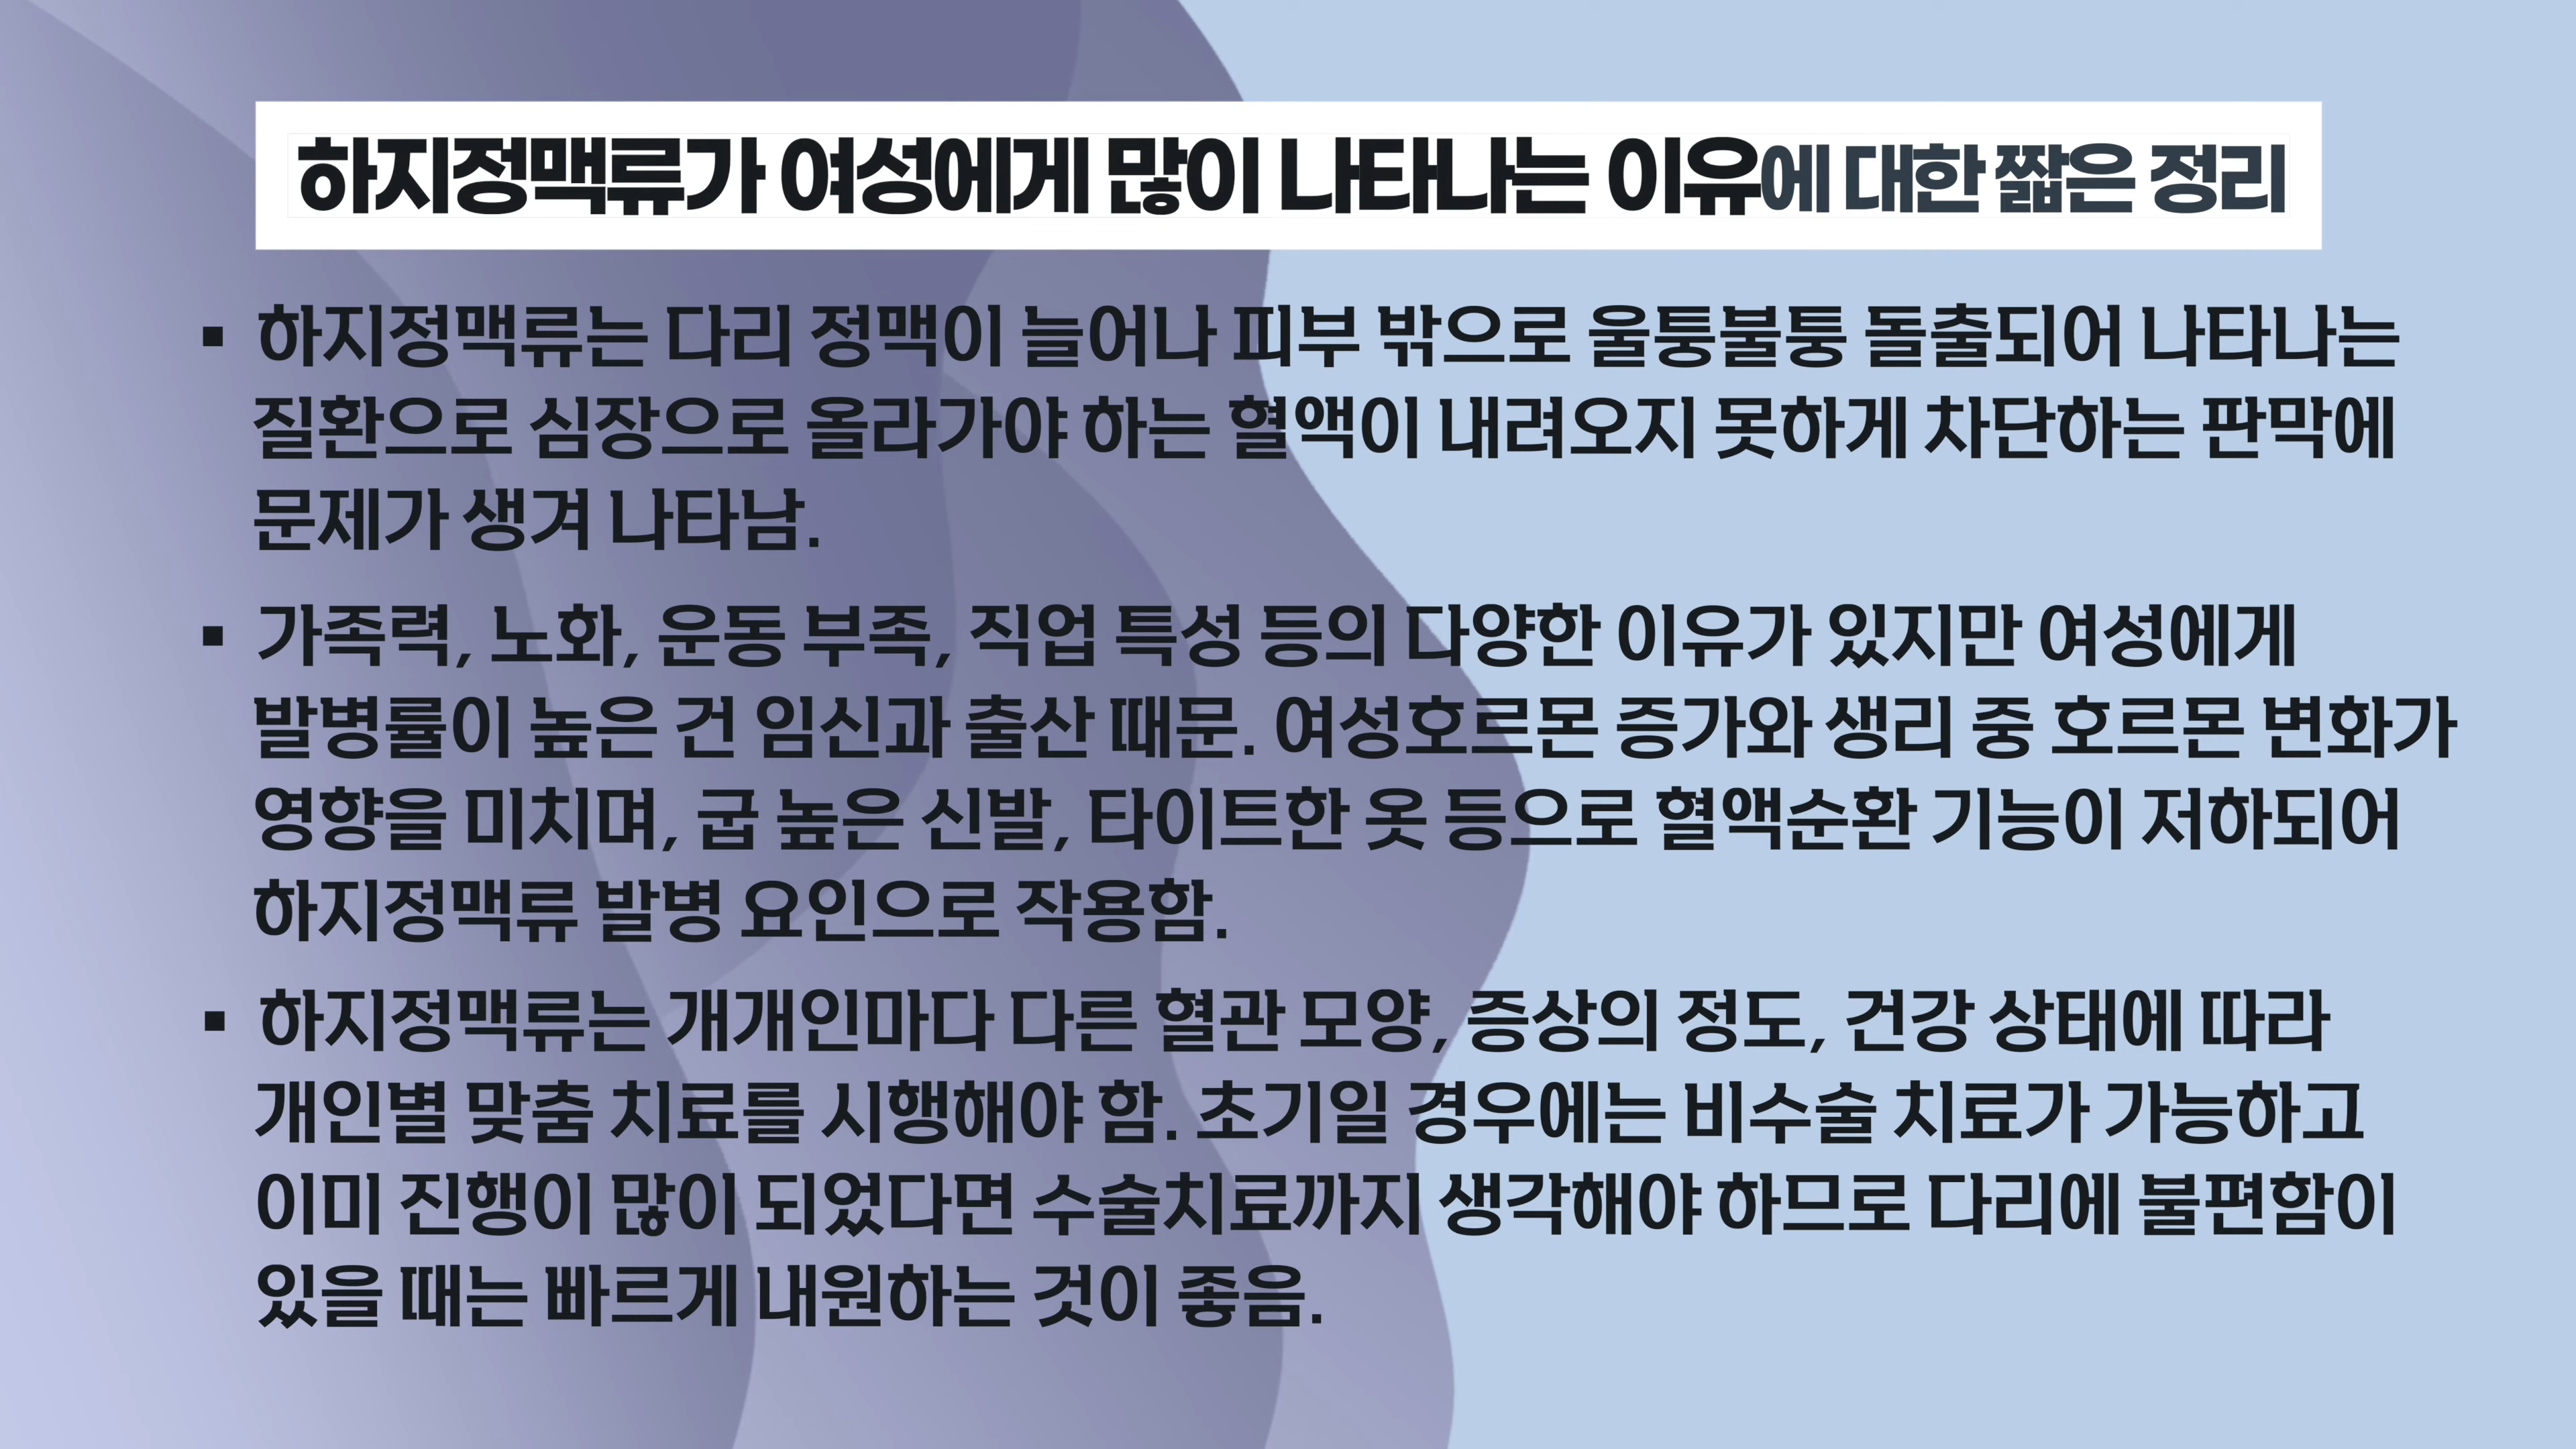 하지정맥류가 여성에게 많이 나타나는 이유에 대한 짧은 정리
▪ 하지정맥류는 다리 정맥이 늘어나 피부 밖으로 울퉁불퉁 돌출되어 나타나는
질환으로 심장으로 올라가야 하는 혈액이 내려오지 못하게 차단하는 판막에
문제가 생겨 나타남.
▪ 가족력, 노화, 운동 부족, 직업 특성 등의 다양한 이유가 있지만 여성에게
발병률이 높은 건 임신과 출산 때문. 여성호르몬 증가와 생리 중 호르몬 변화가
영향을 미치며, 굽 높은 신발, 타이트한 옷 등으로 혈액순환 기능이 저하되어
하지정맥류 발병 요인으로 작용함.
▪ 하지정맥류는 개개인마다 다른 혈관 모양, 증상의 정도, 건강 상태에 따라
개인별 맞춤 치료를 시행해야 함. 초기일 경우에는 비수술 치료가 가능하고
이미 진행이 많이 되었다면 수술치료까지 생각해야 하므로 다리에 불편함이
있을 때는 빠르게 내원하는 것이 좋음.